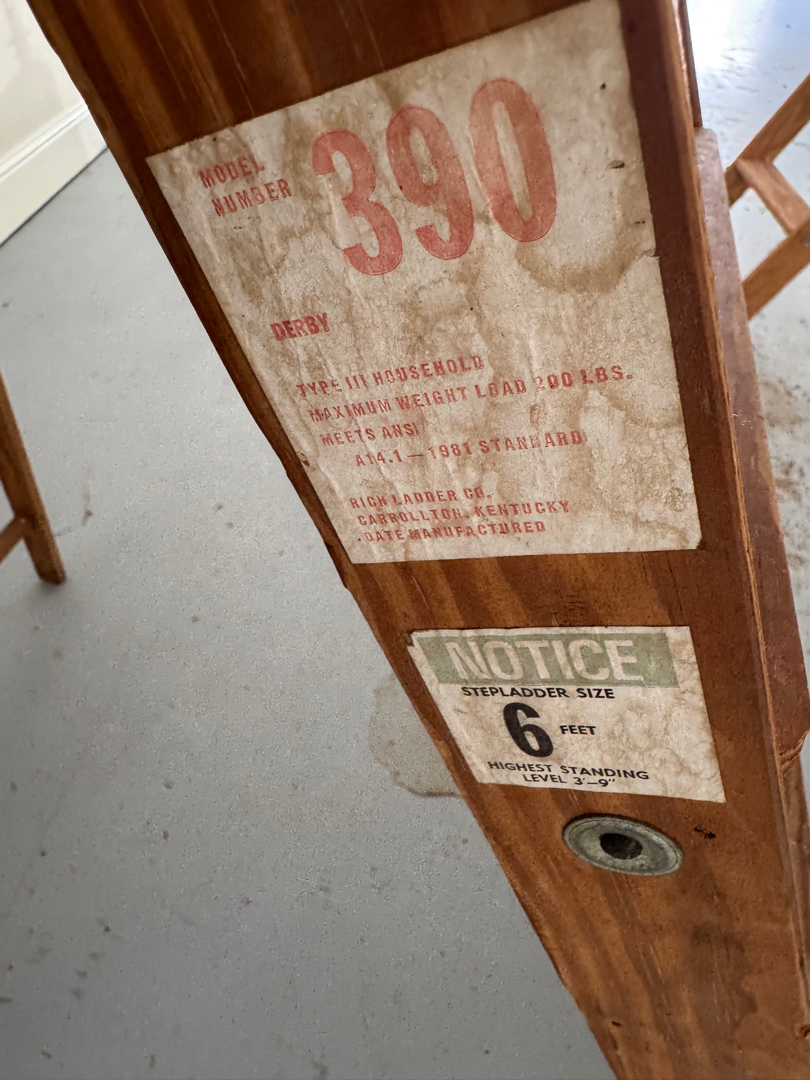 MODEL
NUMBER
390
DERBY
TYPE III HOUSEHOLD
MAXIMUM WEIGHT LOAD 200 LBS.
MEETS ANSI
A14.1—1981 STANDARD
RICH LADDER CO.
CARROLLTON, KENTUCKY
DATE MANUFACTURED
NOTICE
STEPLADDER SIZE
6 FEET
HIGHEST STANDING
LEVEL 3'—9"